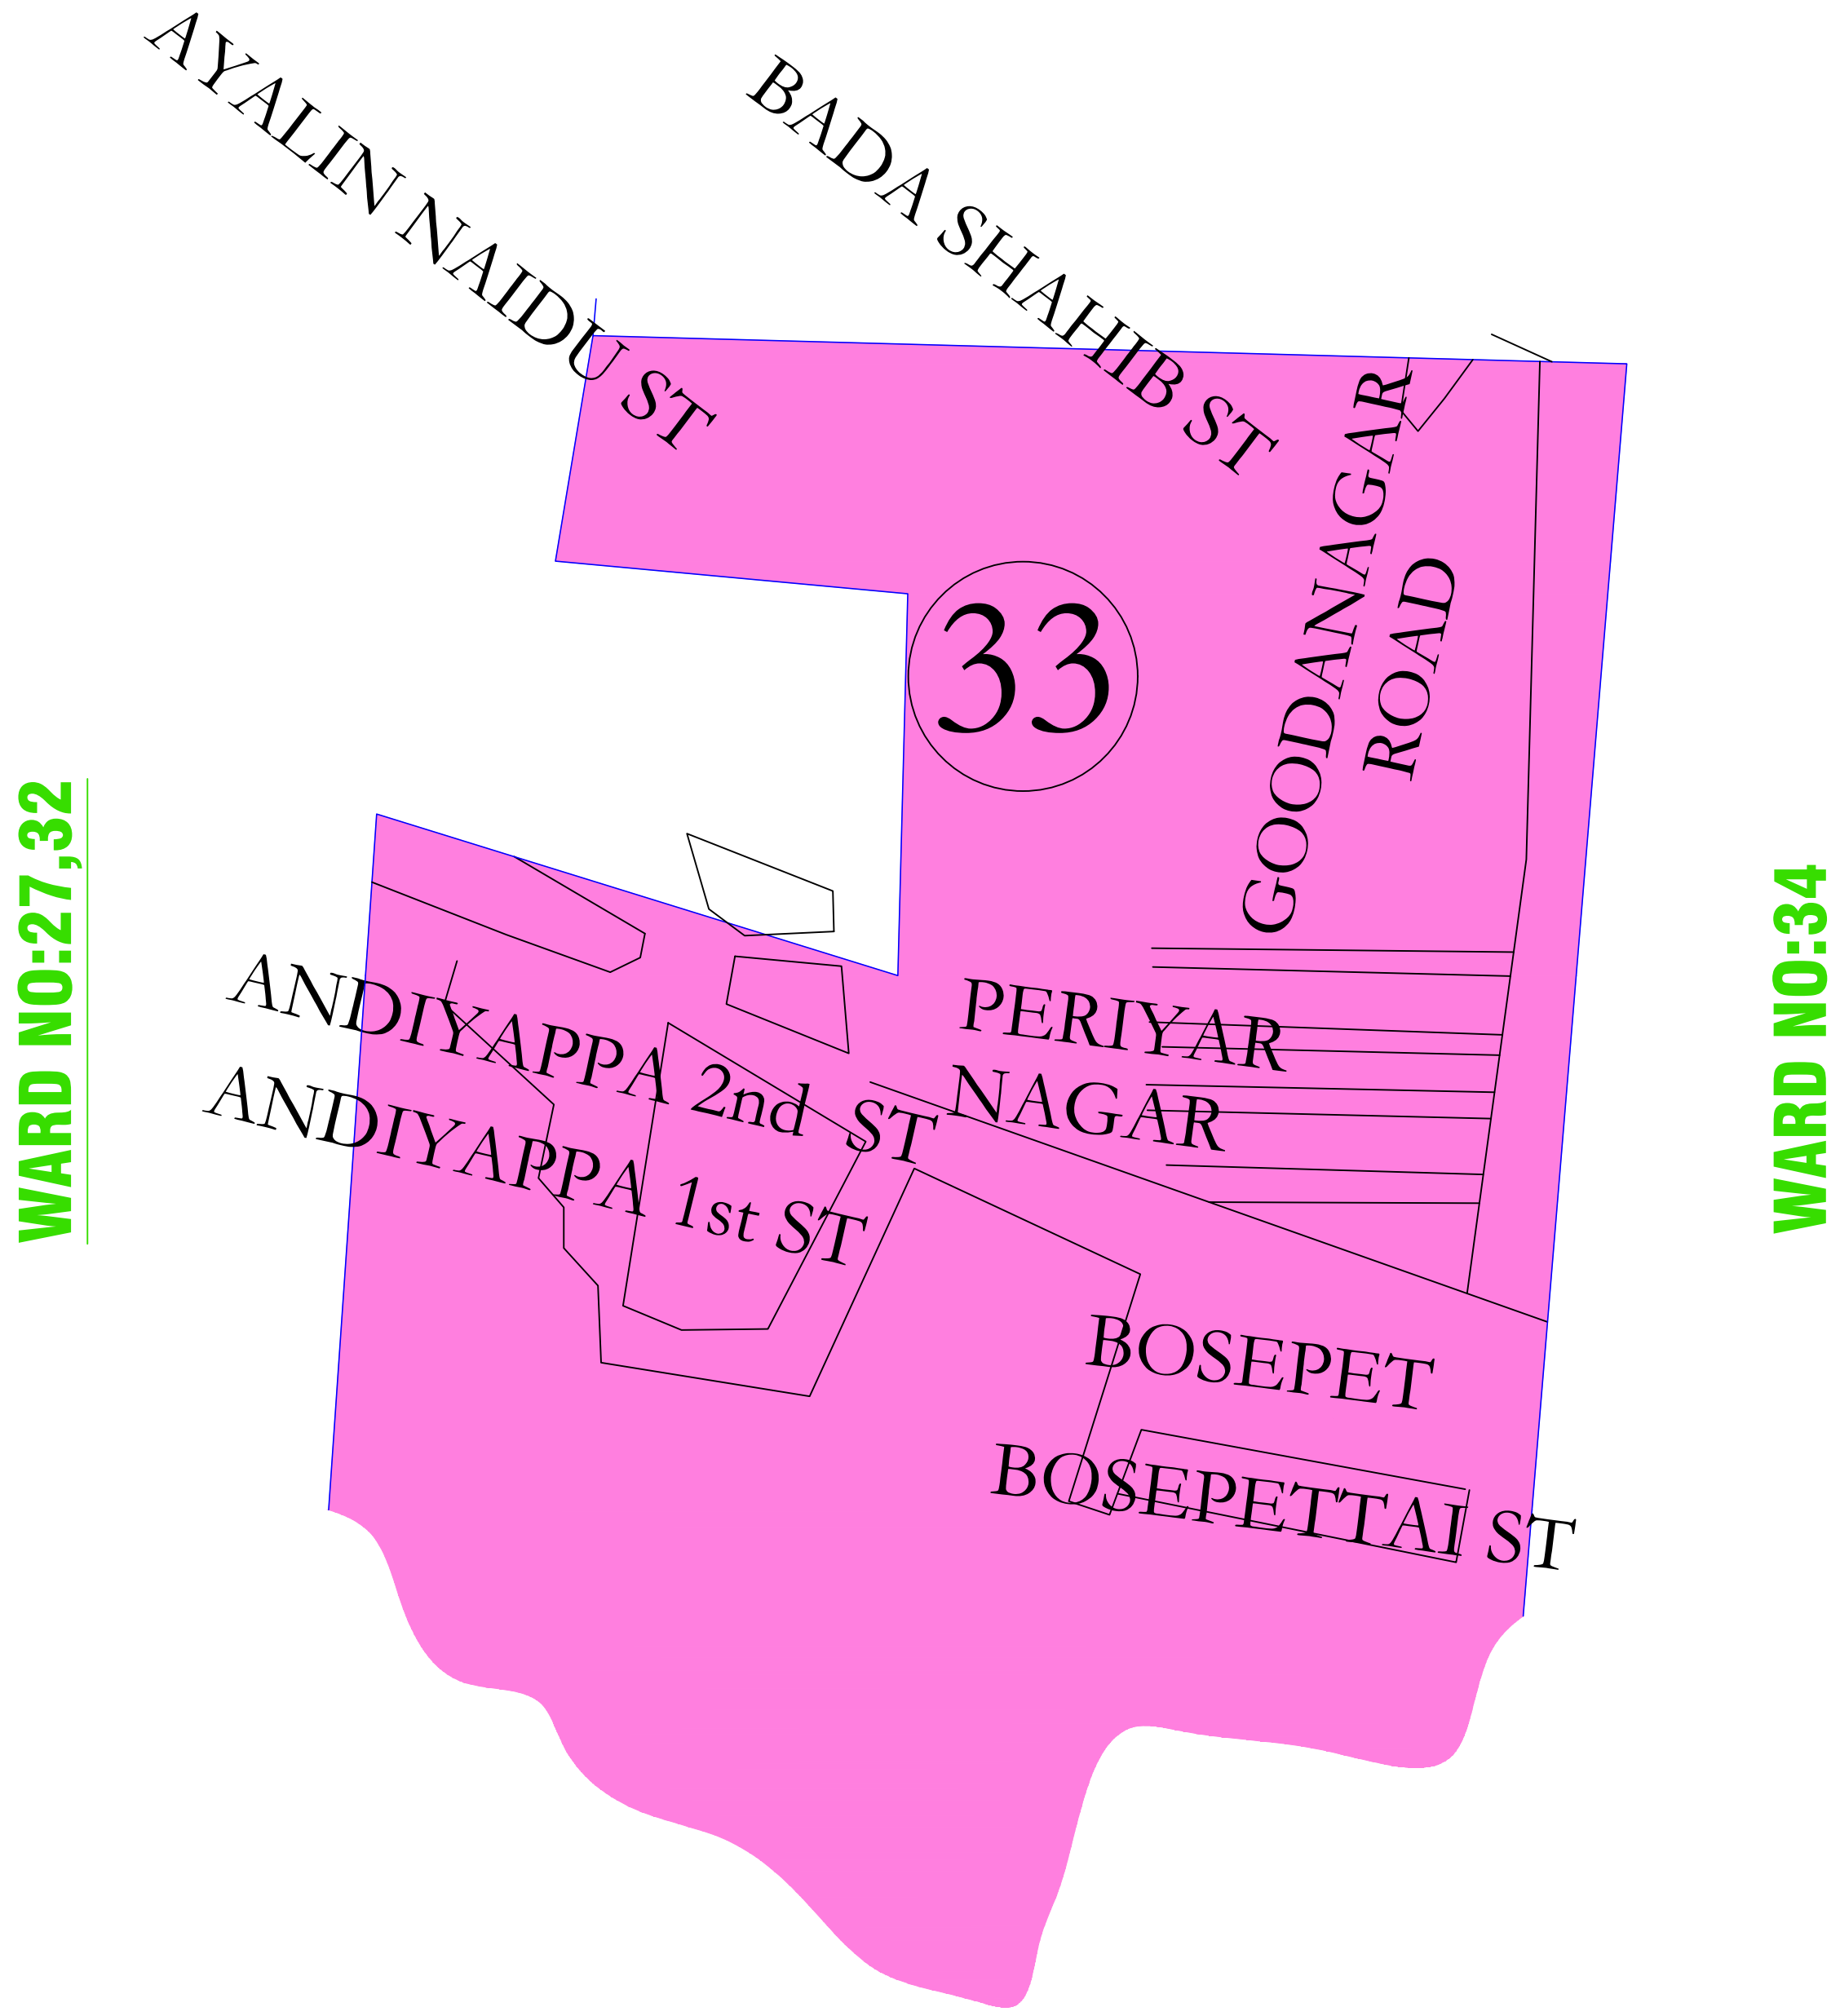 AYALIN NAIDU ST
BADA SHAHIB ST
GOODANAGAR
ROAD
33
WARD NO:27,32
WARD NO:34
ANDIYAPPA 2nd ST
ANDIYAPPA 1st ST
PERIYAR
NAGAR
BOSEPET
BOSEPETTAI ST